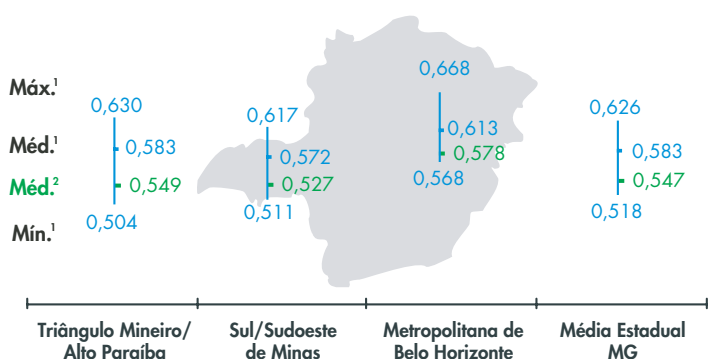 Máx.¹
Méd.¹
Méd.²
Mín.¹
0,630
0,583
0,549
0,504
0,617
0,572
0,527
0,511
0,668
0,613
0,578
0,568
0,626
0,583
0,547
0,518
Triângulo Mineiro/
Alto Paraíba
Sul/Sudoeste
de Minas
Metropolitana de
Belo Horizonte
Média Estadual
MG